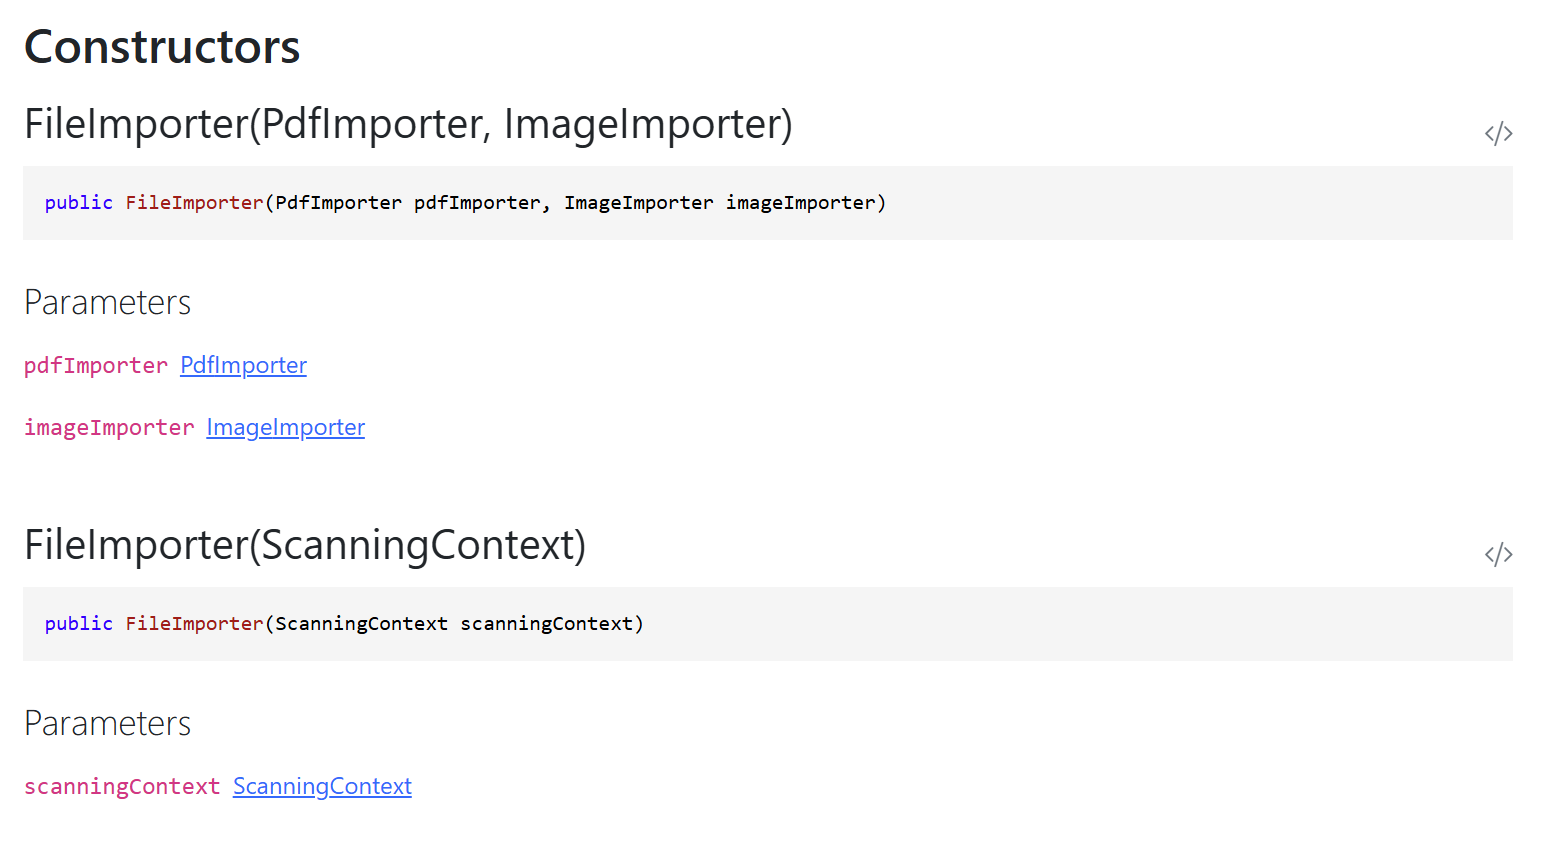 Constructors
FileImporter(PdfImporter, ImageImporter)
</>
public FileImporter(PdfImporter pdfImporter, ImageImporter imageImporter)
Parameters
pdfImporter PdfImporter
imageImporter ImageImporter
FileImporter(ScanningContext)
</>
public FileImporter(ScanningContext scanningContext)
Parameters
scanningContext ScanningContext